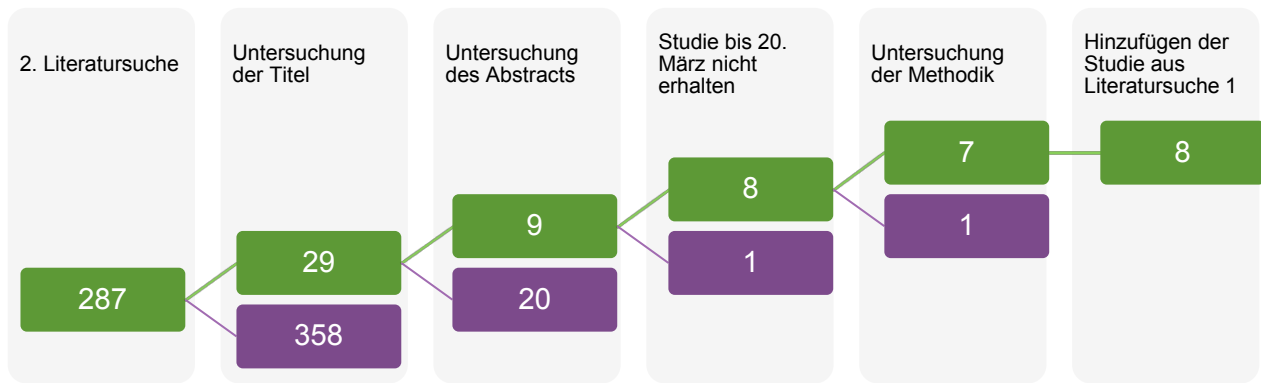 2. Literatursuche
287
Untersuchung
der Titel
29
358
Untersuchung
des Abstracts
9
20
Studie bis 20.
März nicht
erhalten
8
1
Untersuchung
der Methodik
7
1
Hinzufügen der
Studie aus
Literatursuche 1
8